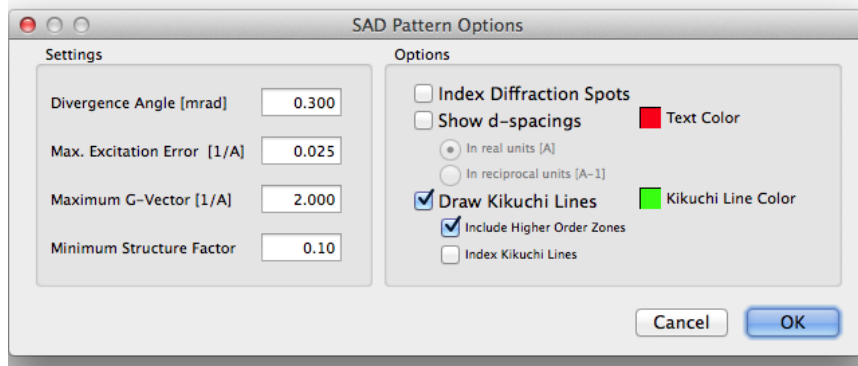 SAD Pattern Options
Settings
Divergence Angle [mrad] 0.300
Max. Excitation Error [1/A] 0.025
Maximum G-Vector [1/A] 2.000
Minimum Structure Factor 0.10
Options
Index Diffraction Spots
Show d-spacings Text Color
In real units [A]
In reciprocal units [A-1]
Draw Kikuchi Lines Kikuchi Line Color
Include Higher Order Zones
Index Kikuchi Lines
Cancel OK